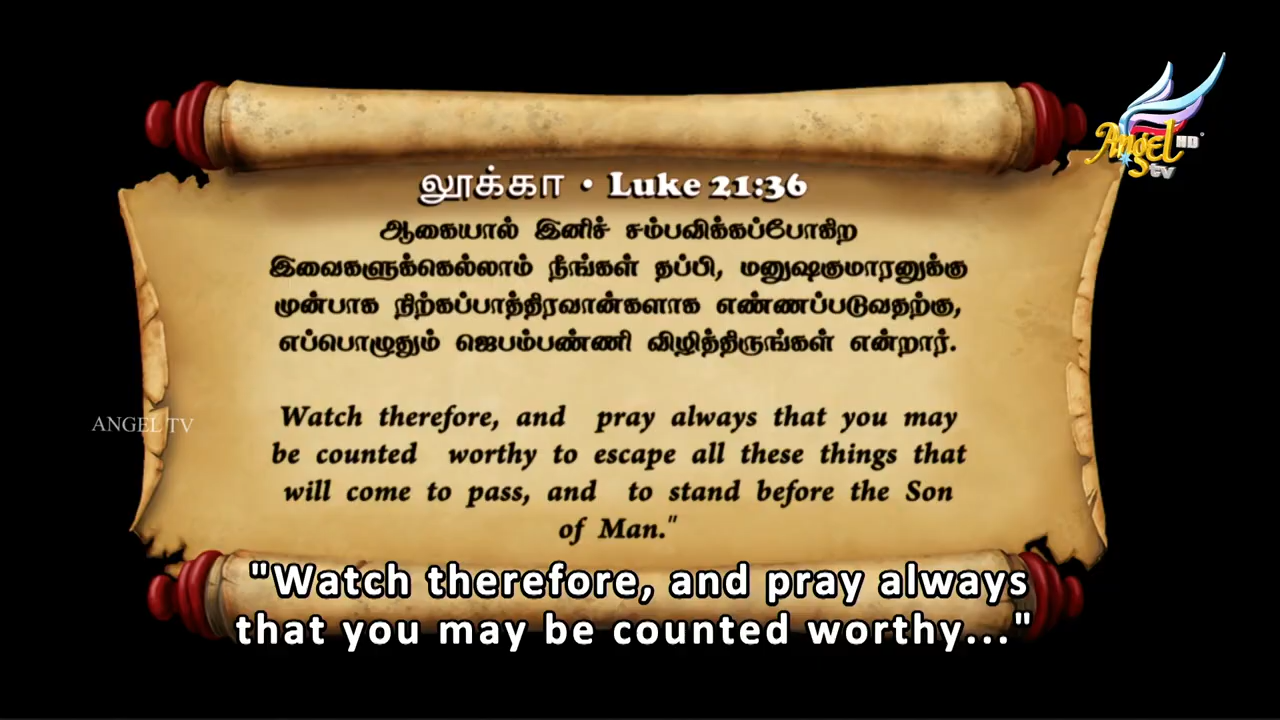 Angel HD
tv
லூக்கா • Luke 21:36
ஆகையால் இனிச் சம்பவிக்கப்போகிற
இவைகளுக்கெல்லாம் நீங்கள் தப்பி, மனுஷகுமாரனுக்கு
முன்பாக நிற்கப்பாத்திரவான்களாக எண்ணப்படுவதற்கு,
எப்பொழுதும் ஜெபம்பண்ணி விழித்திருங்கள் என்றார்.
Watch therefore, and pray always that you may
ANGEL TV
be counted worthy to escape all these things that
will come to pass, and to stand before the Son
of Man."
"Watch therefore, and pray always
that you may be counted worthy..."